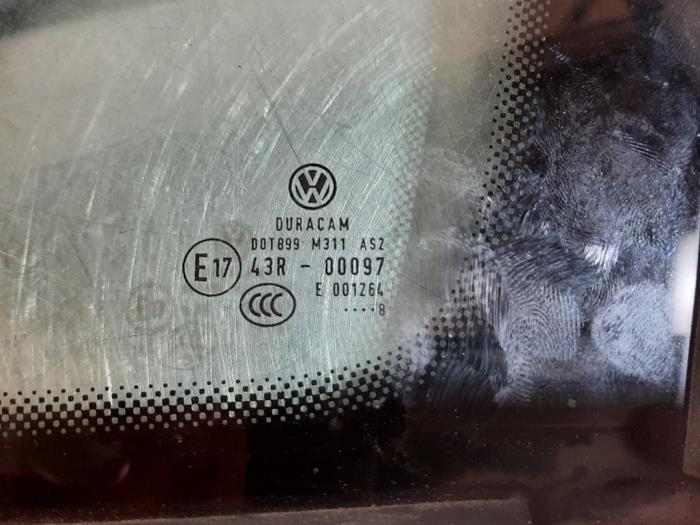 VW
DURACAM
DOT899 M311 AS2
E17 43R - 00097
E 001264
CCC
····8